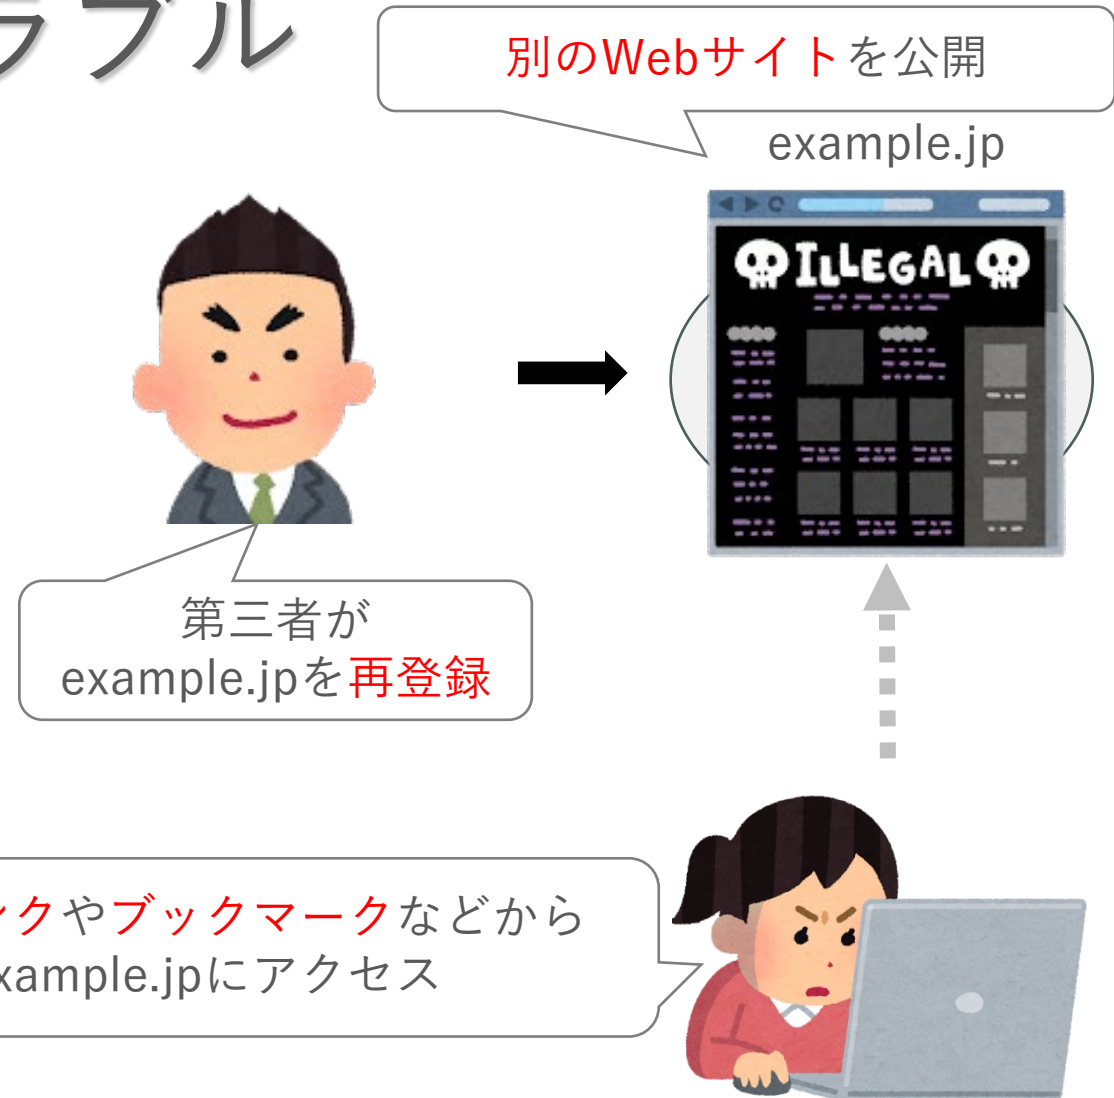 ラブル
別のWebサイトを公開
example.jp
ILLEGAL
第三者が
example.jpを再登録
クやブックマークなどから
xample.jpにアクセス